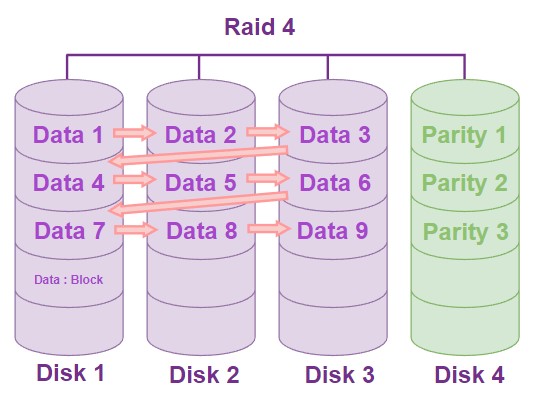 Raid 4
Data 1 Data 2 Data 3 Parity 1
Data 4 Data 5 Data 6 Parity 2
Data 7 Data 8 Data 9 Parity 3
Data : Block
Disk 1 Disk 2 Disk 3 Disk 4